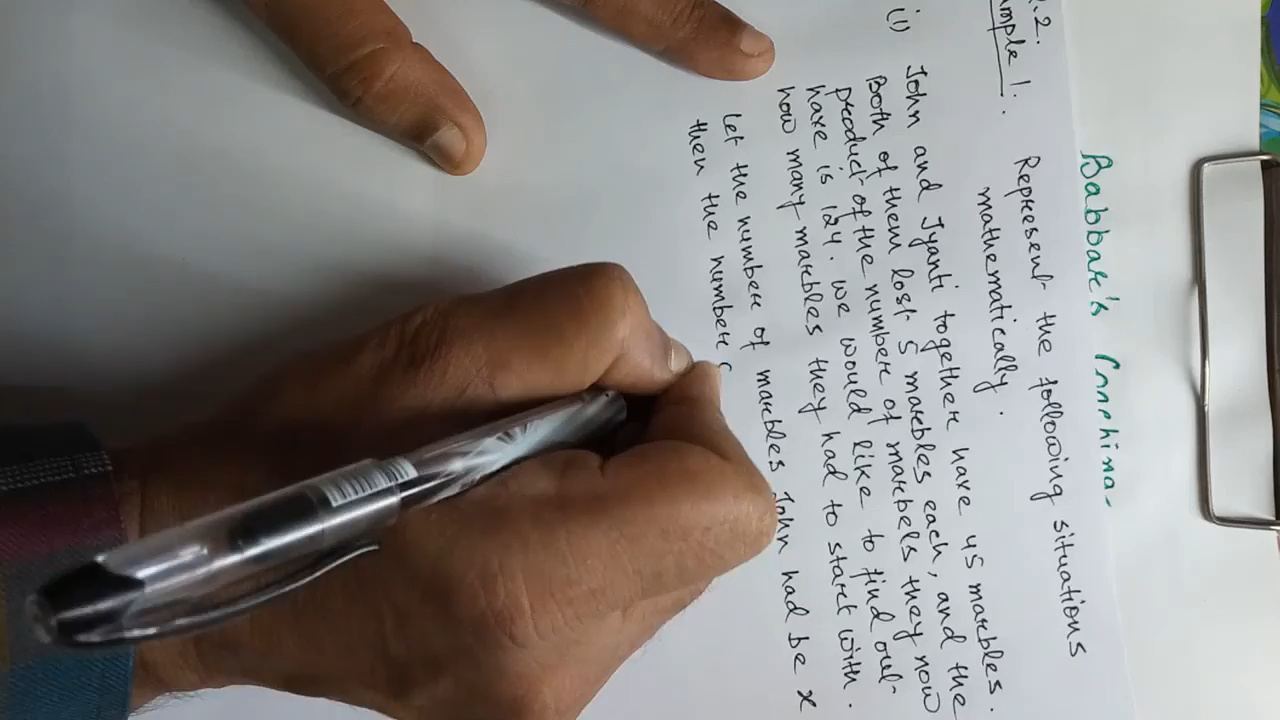 Babbar's
.2.
ample 1: Represent the following situations
mathematically.
(i) John and Jyanti together have 45 marbles.
Both of them lost 5 marbles each, and the
product of the number of marbels they now
have is 124. we would like to find out
how many marbles they had to start with.
Let the number of marbles John had be x
then the number